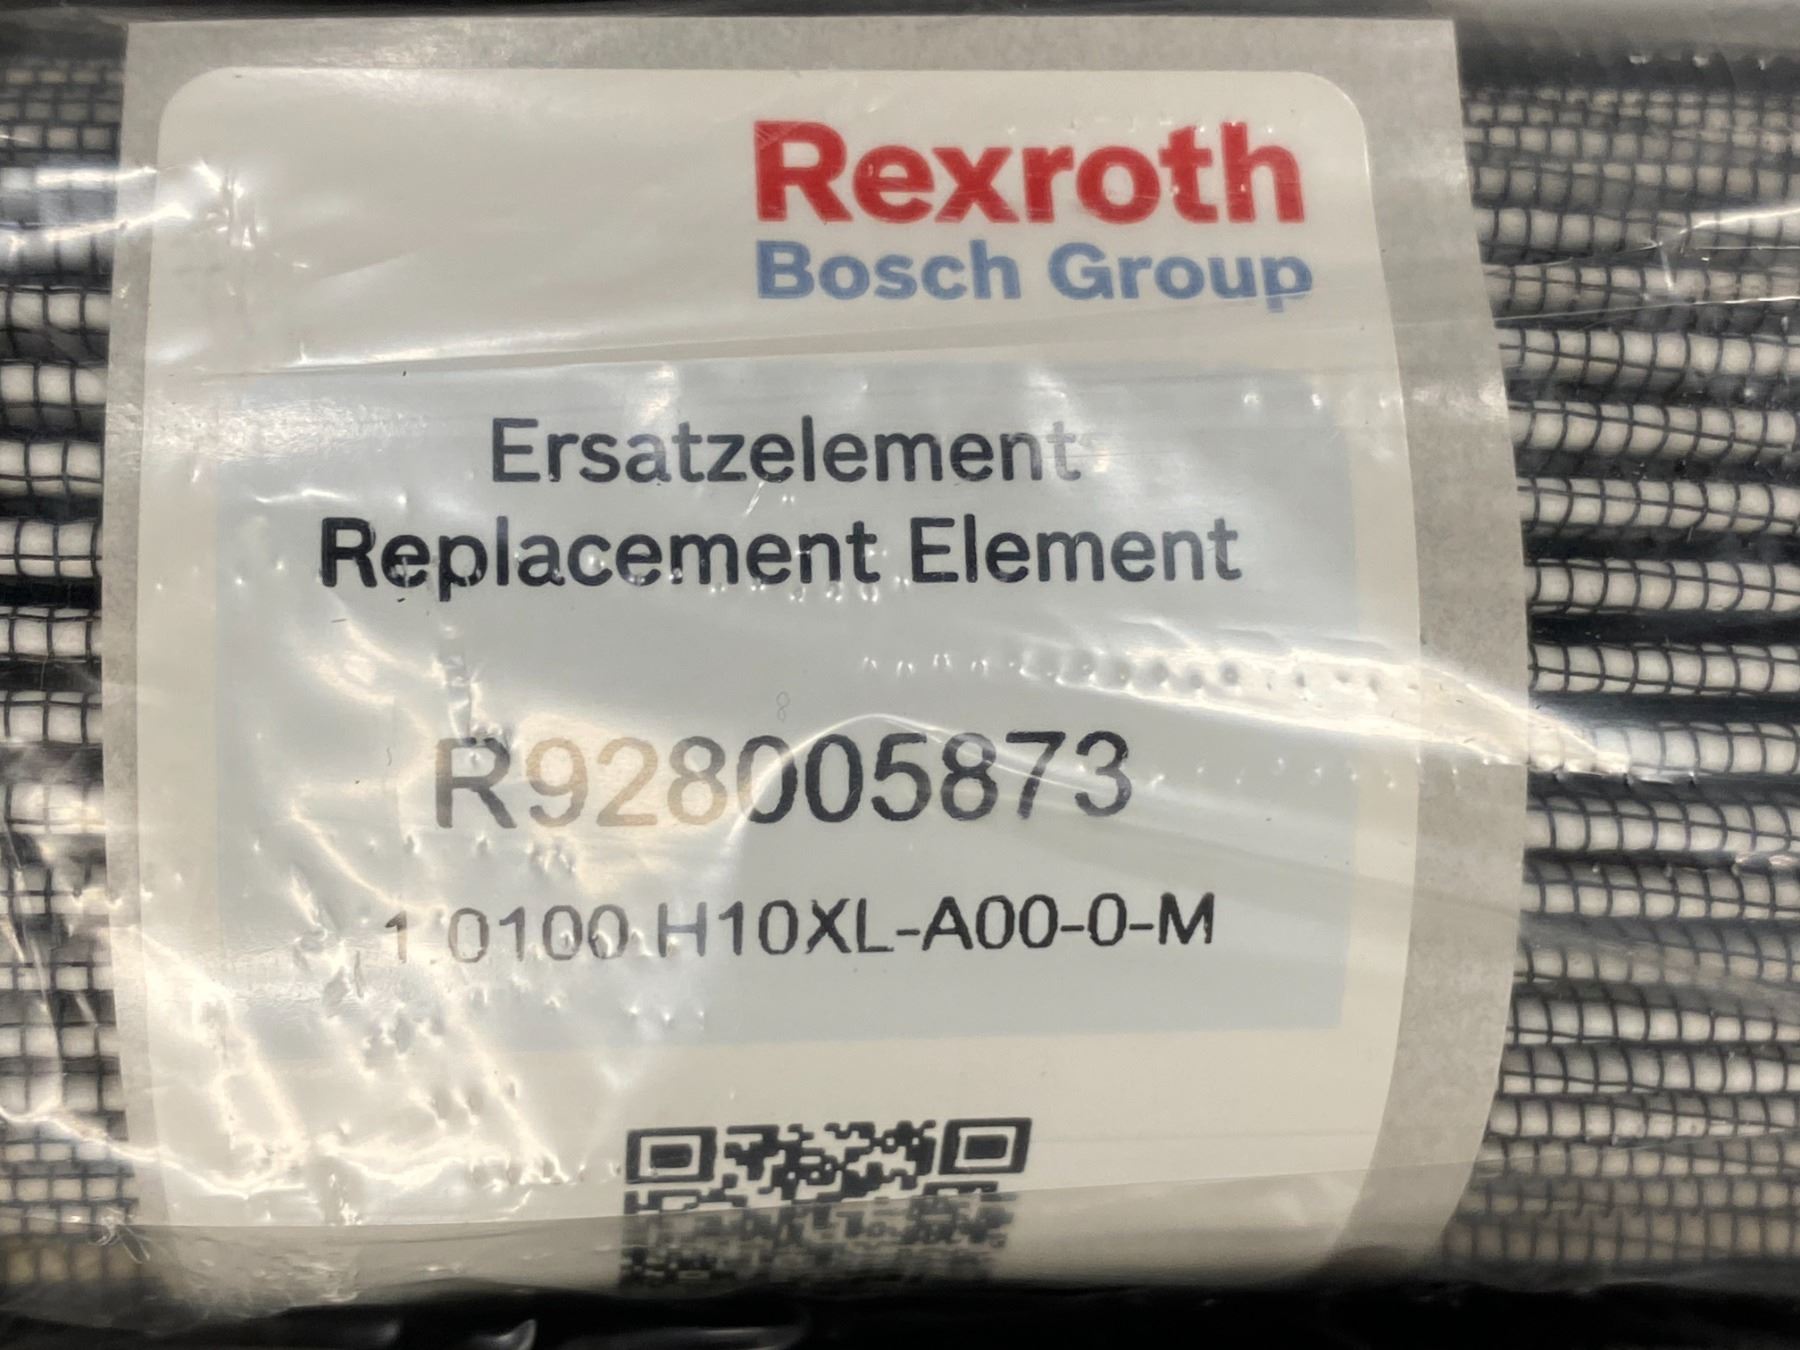 Rexroth
Bosch Group
Ersatzelement
Replacement Element
R928005873
1.0100 H10XL-A00-0-M